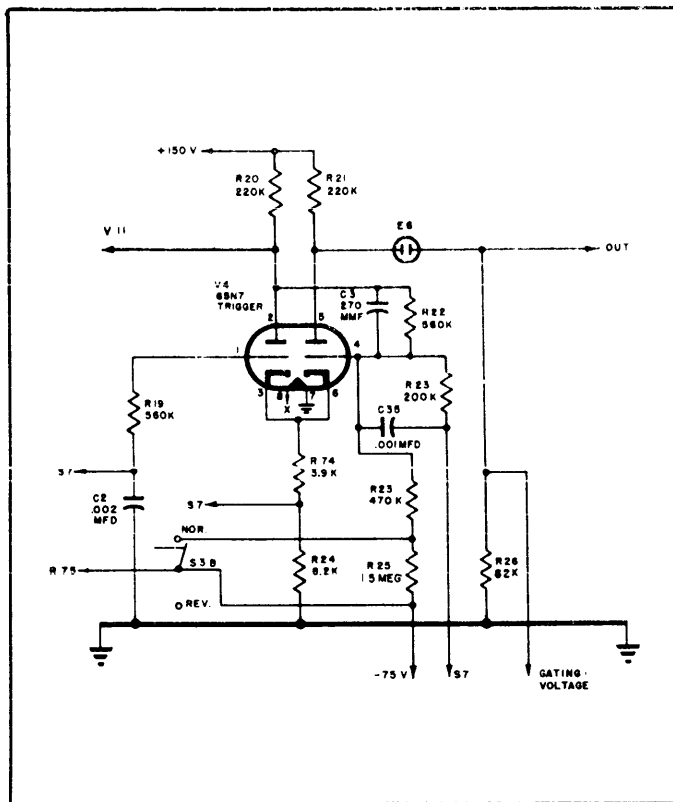 +150 V
R20
220K
R21
220K
V 11
E6
OUT
V4
6SN7
TRIGGER
2
5
C3
270
MMF
R22
560K
1
4
3
8
7
6
X
R19
560K
R23
200K
C38
.001MFD
S7
R 74
3.9 K
C2
.002
MFD
S7
R23
470 K
NOR.
R24
8.2K
R25
1.5 MEG
R26
62K
R 75
S3B
REV.
-75 V
S7
GATING
VOLTAGE